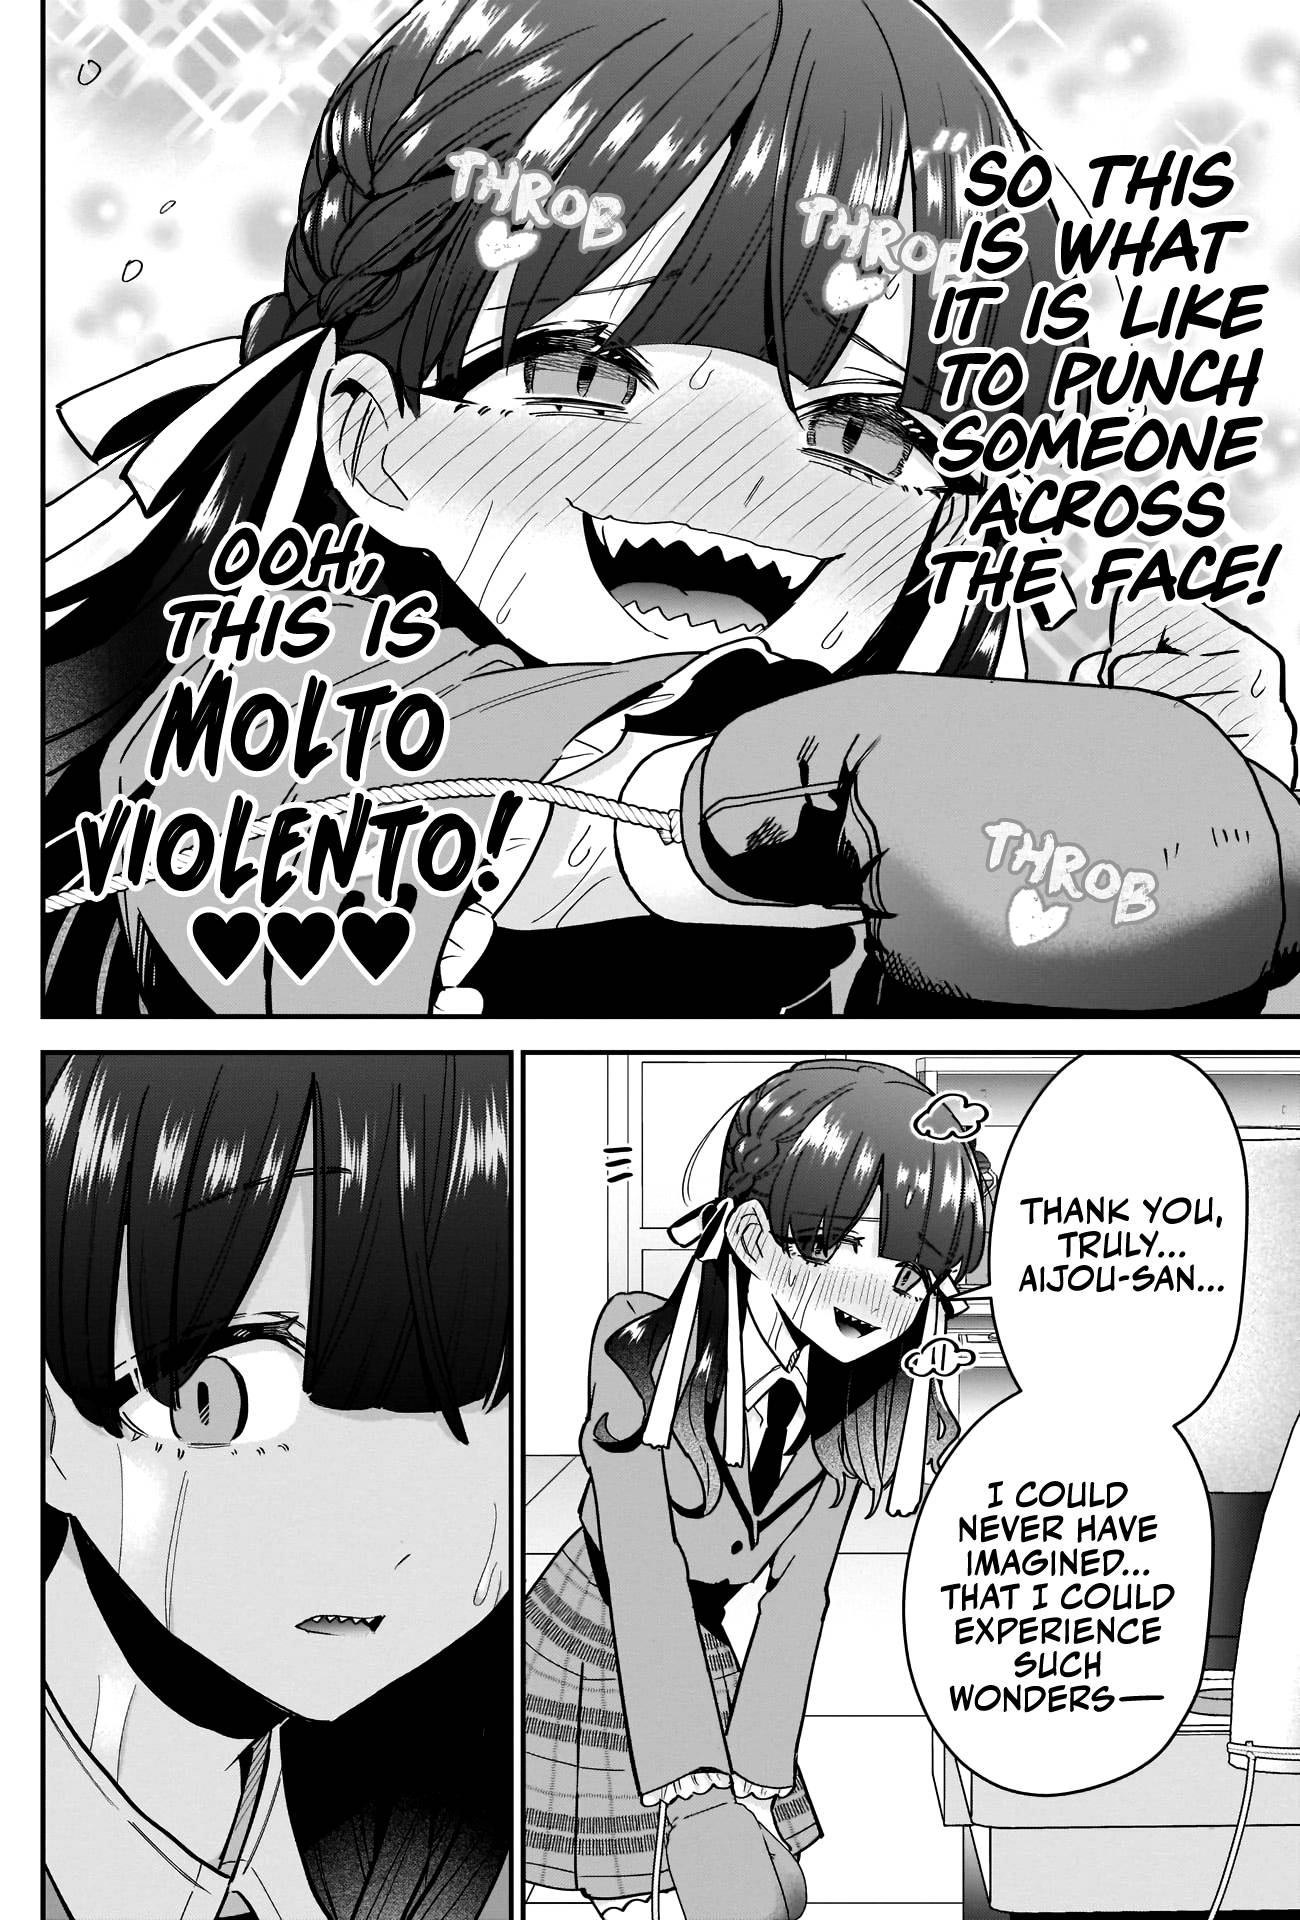 SO THIS
IS WHAT
IT IS LIKE
TO PUNCH
SOMEONE
ACROSS
THE FACE!
THROB
THROB
OOH,
THIS IS
MOLTO
VIOLENTO!
♥♥♥
THROB
THANK YOU,
TRULY...
AIJOU-SAN...
I COULD
NEVER HAVE
IMAGINED...
THAT I COULD
EXPERIENCE
SUCH
WONDERS—